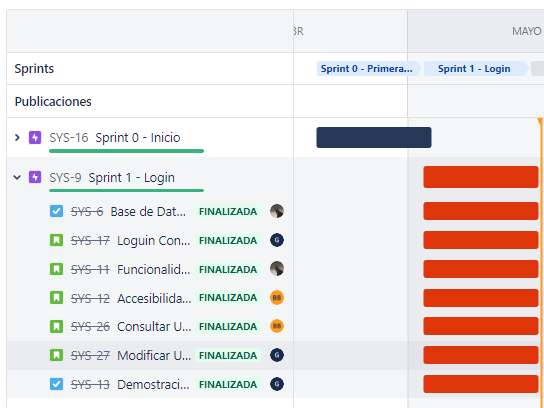 BR MAYO
Sprints Sprint 0 - Primera... Sprint 1 - Login
Publicaciones
SYS-16 Sprint 0 - Inicio
SYS-9 Sprint 1 - Login
SYS-6 Base de Dat... FINALIZADA
SYS-17 Loguin Con... FINALIZADA G
SYS-11 Funcionalid... FINALIZADA
SYS-12 Accesibilida... FINALIZADA BB
SYS-26 Consultar U... FINALIZADA BB
SYS-27 Modificar U... FINALIZADA G
SYS-13 Demostraci... FINALIZADA G